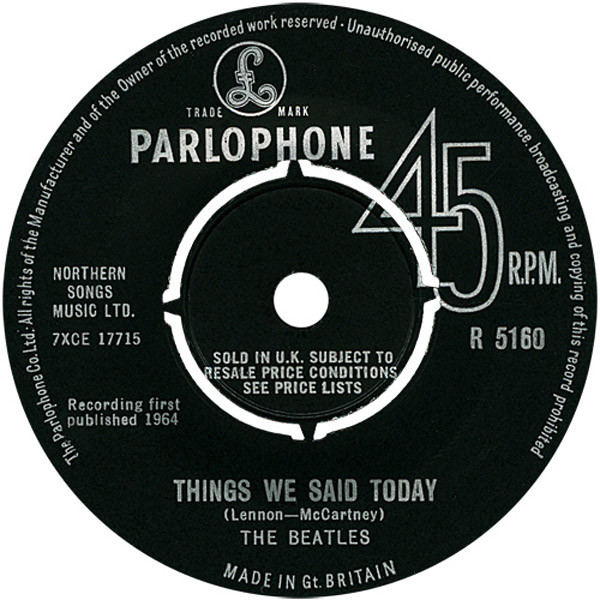 The Parlophone Co. Ltd. All rights of the Manufacturer and of the Owner of the recorded work reserved · Unauthorised public performance, broadcasting and copying of this record prohibited
£
TRADE MARK
PARLOPHONE
45
R.P.M.
NORTHERN
SONGS
MUSIC LTD.
7XCE 17715
R 5160
SOLD IN U.K. SUBJECT TO
RESALE PRICE CONDITIONS
SEE PRICE LISTS
Recording first
published 1964
THINGS WE SAID TODAY
(Lennon—McCartney)
THE BEATLES
MADE IN Gt. BRITAIN